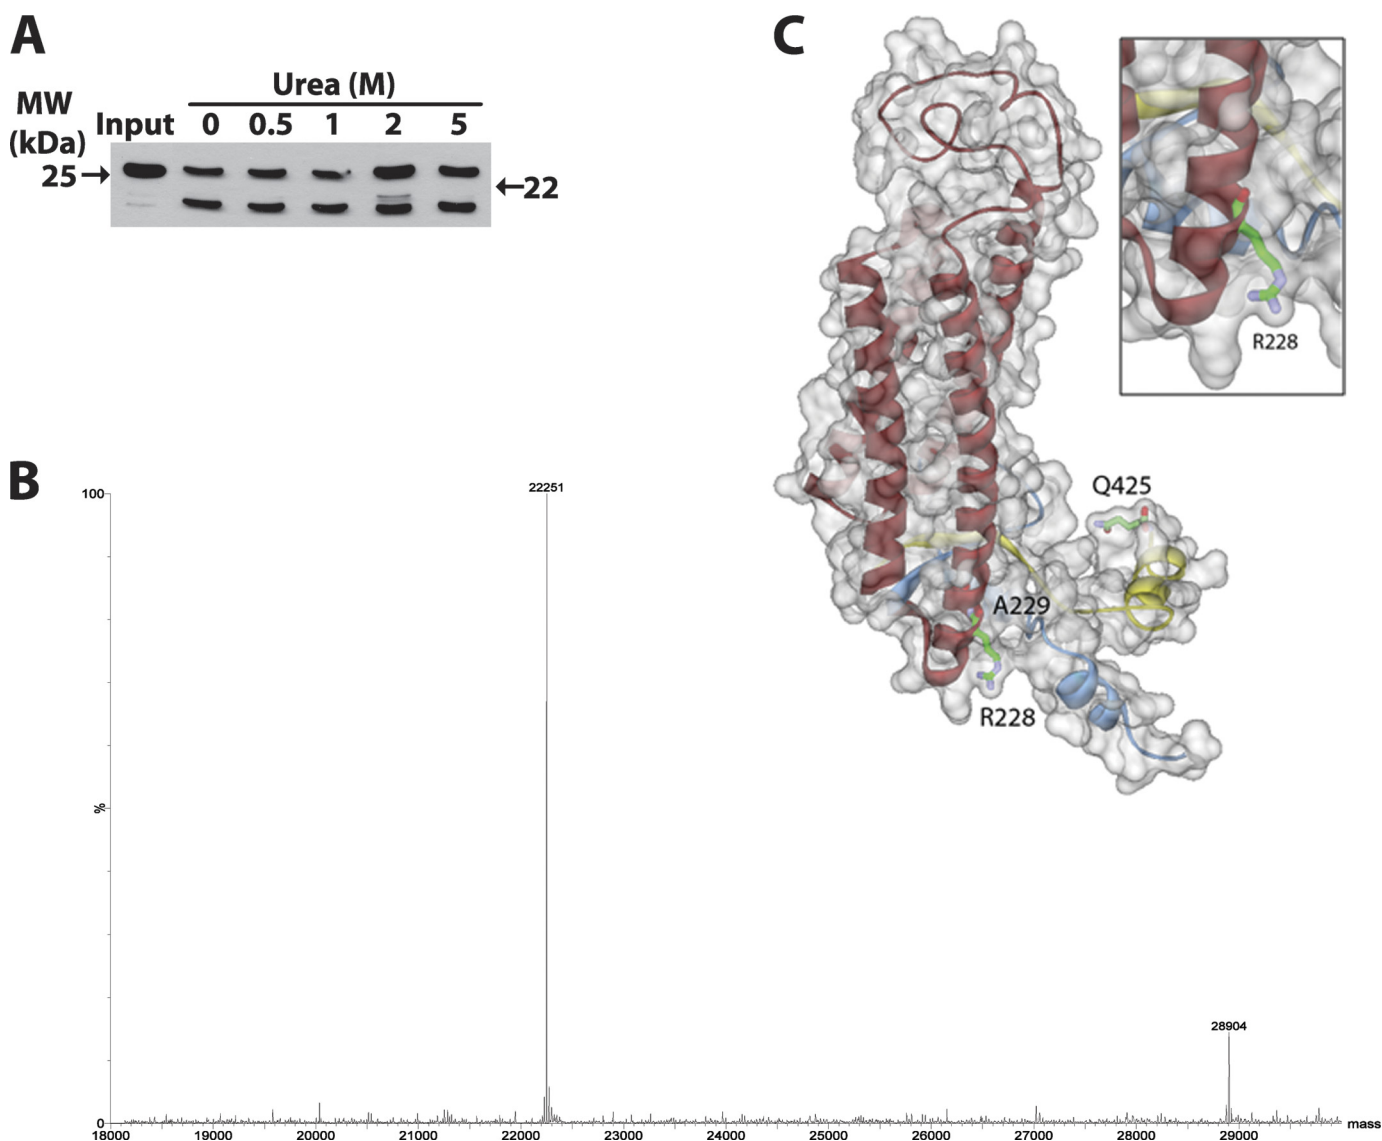 A
MW
(kDa)
Urea (M)
Input 0 0.5 1 2 5
25→
←22
B
100
%
0
22251
28904
18000 19000 20000 21000 22000 23000 24000 25000 26000 27000 28000 29000 mass
C
Q425
A229
R228
R228